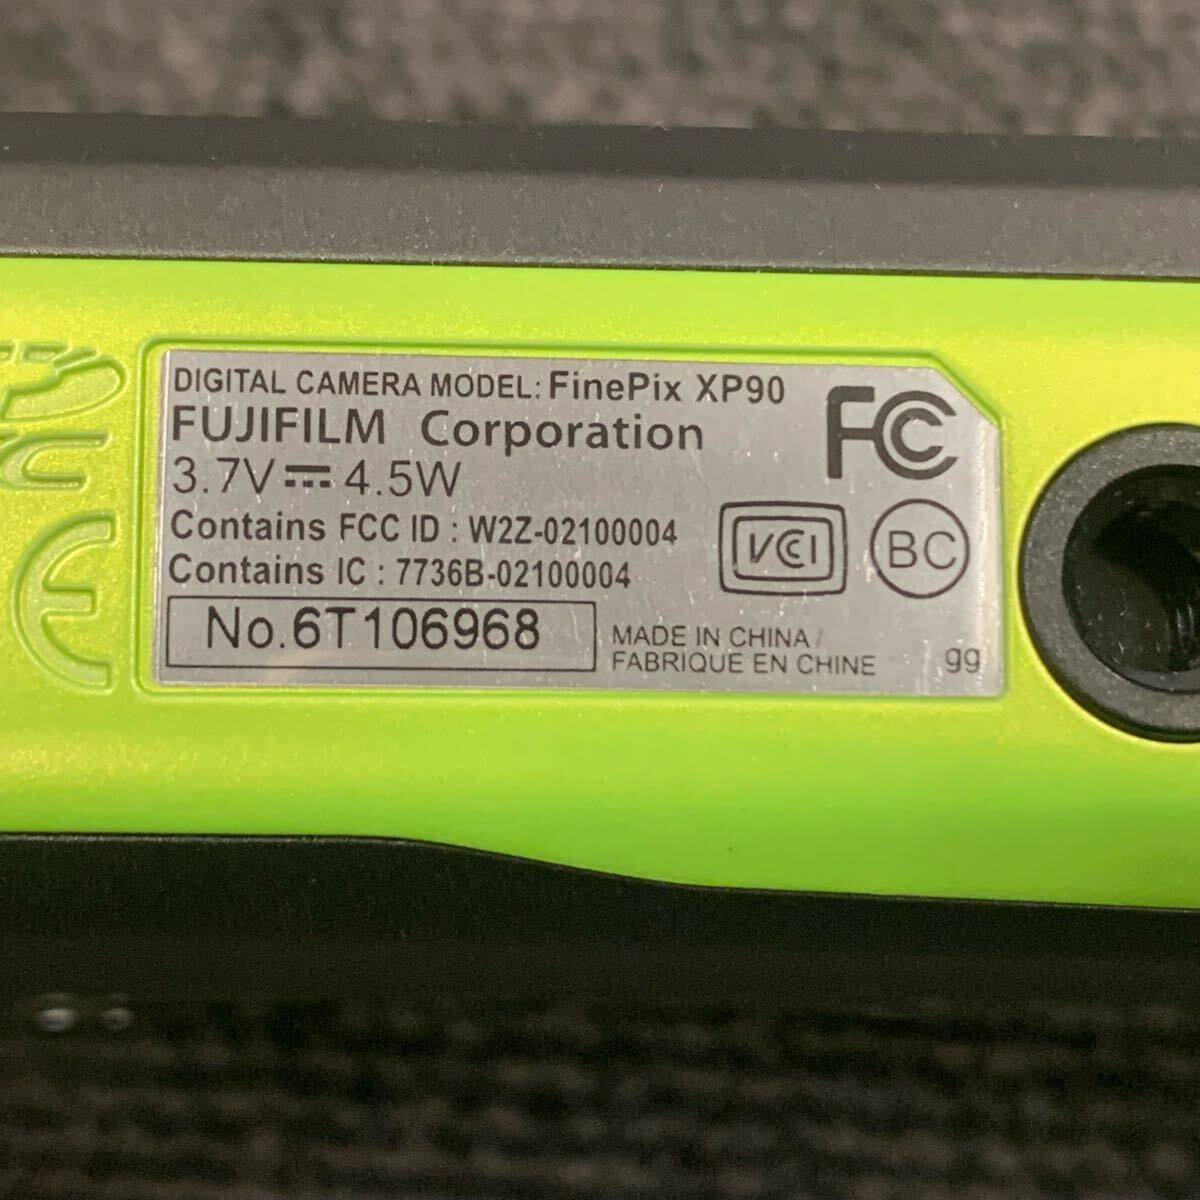 DIGITAL CAMERA MODEL: FinePix XP90
FUJIFILM Corporation
3.7V⎓4.5W
Contains FCC ID : W2Z-02100004
Contains IC : 7736B-02100004
No.6T106968
MADE IN CHINA/
FABRIQUE EN CHINE
FC
VCI
BC
gg
CE